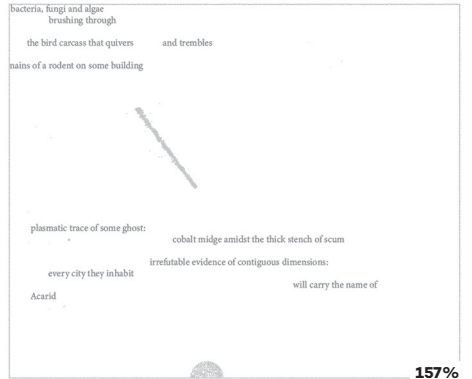 bacteria, fungi and algae
brushing through
the bird carcass that quivers and trembles
nains of a rodent on some building
plasmatic trace of some ghost:
cobalt midge amidst the thick stench of scum
irrefutable evidence of contiguous dimensions:
every city they inhabit
will carry the name of
Acarid
157%